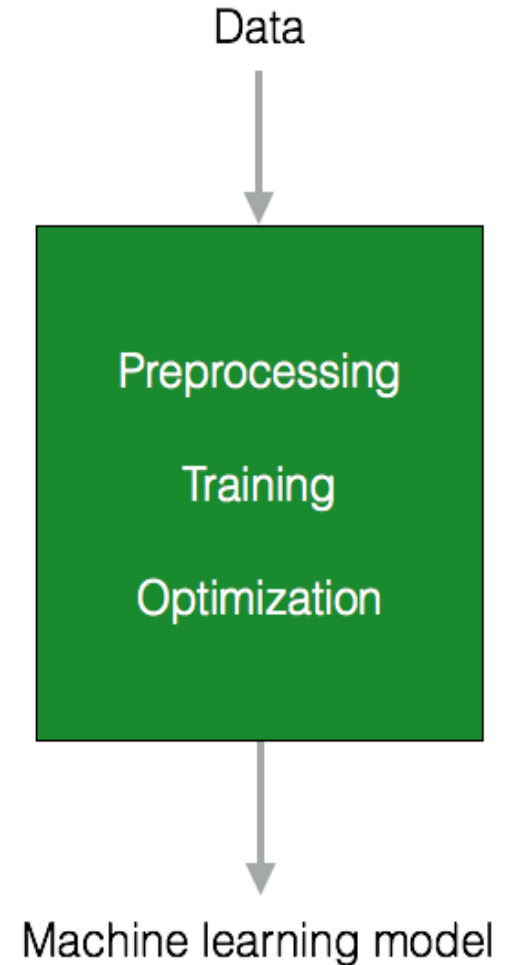 Data
Preprocessing
Training
Optimization
Machine learning model